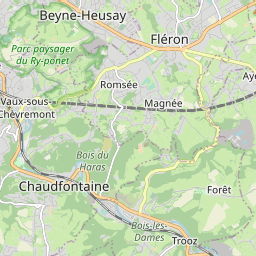 Beyne-Heusay
Fléron
Parc paysager
du Ry-ponet
Romsée
Vaux-sous-
Chèvremont
Magnée
Bois du
Haras
Chaudfontaine
Forêt
Bois-les-
Dames
Trooz